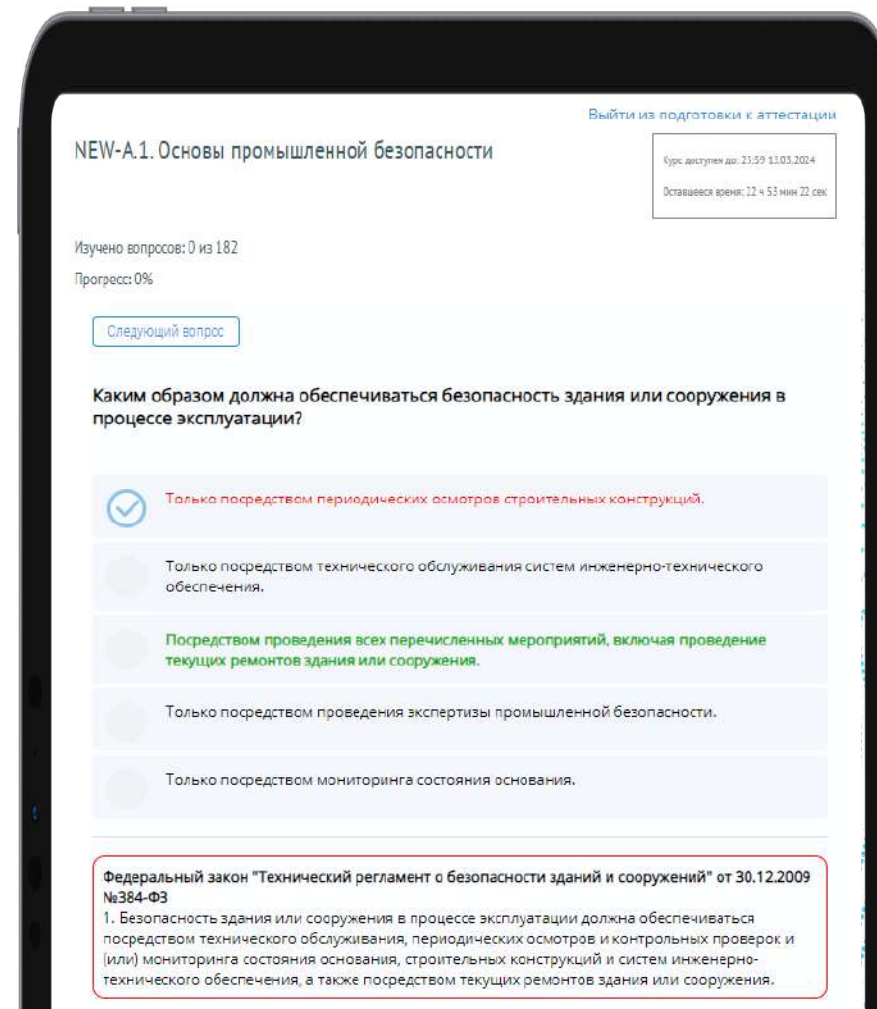 Выйти из подготовки к аттестации
NEW-А.1. Основы промышленной безопасности
Курс доступен до: 23:59 13.03.2024
Оставшееся время: 22 ч 53 мин 22 сек
Изучено вопросов: 0 из 182
Прогресс: 0%
Следующий вопрос
Каким образом должна обеспечиваться безопасность здания или сооружения в
процессе эксплуатации?
Только посредством периодических осмотров строительных конструкций.
Только посредством технического обслуживания систем инженерно-технического
обеспечения.
Посредством проведения всех перечисленных мероприятий, включая проведение
текущих ремонтов здания или сооружения.
Только посредством проведения экспертизы промышленной безопасности.
Только посредством мониторинга состояния основания.
Федеральный закон "Технический регламент о безопасности зданий и сооружений" от 30.12.2009
№384-ФЗ
1. Безопасность здания или сооружения в процессе эксплуатации должна обеспечиваться
посредством технического обслуживания, периодических осмотров и контрольных проверок и
(или) мониторинга состояния основания, строительных конструкций и систем инженерно-
технического обеспечения, а также посредством текущих ремонтов здания или сооружения.